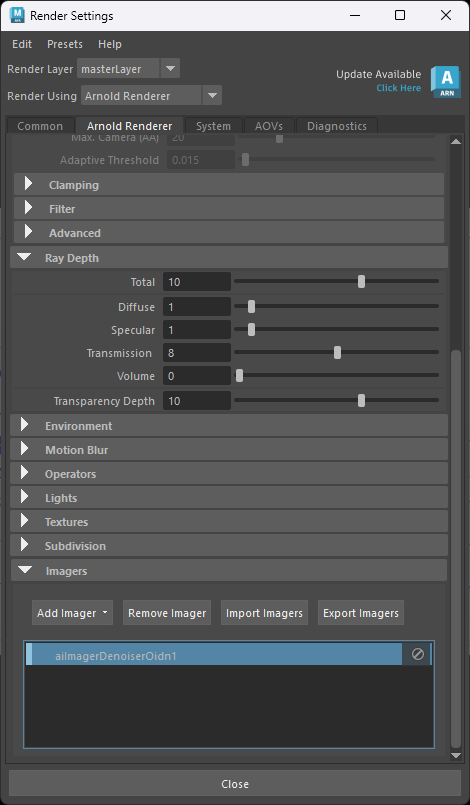 Render Settings
Edit Presets Help
Render Layer masterLayer
Update Available
Click Here
ARN
Render Using Arnold Renderer
Common Arnold Renderer System AOVs Diagnostics
Max. Camera (AA) 20
Adaptive Threshold 0.015
Clamping
Filter
Advanced
Ray Depth
Total 10
Diffuse 1
Specular 1
Transmission 8
Volume 0
Transparency Depth 10
Environment
Motion Blur
Operators
Lights
Textures
Subdivision
Imagers
Add Imager Remove Imager Import Imagers Export Imagers
aiImagerDenoiserOidn1
Close